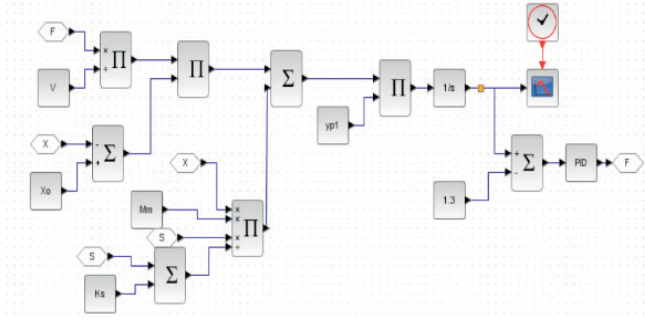 F
×
÷
Π
V
Π
Σ
X
-
+
Σ
Xo
X
Mm
S
×
×
×
÷
Π
S
Ks
Σ
yp1
Π
1/s
+
-
Σ
1.3
PID
F